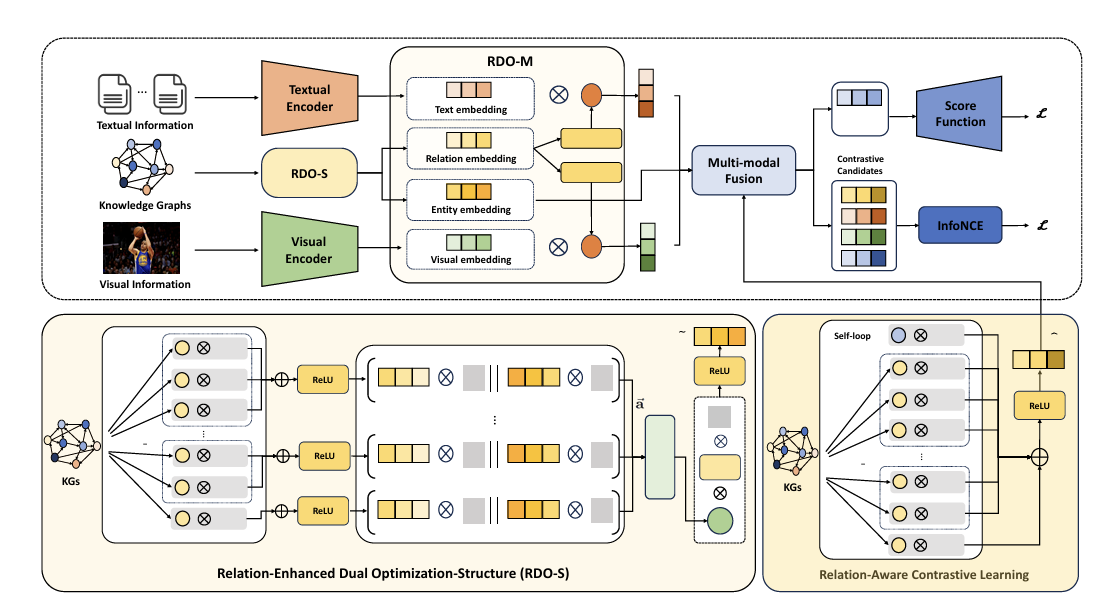 RDO-M
Textual
Encoder
...
Textual Information
Text embedding
Relation embedding
RDO-S
Knowledge Graphs
Entity embedding
Visual
Encoder
Visual embedding
Visual Information
Multi-modal
Fusion
Score
Function
ℒ
Contrastive
Candidates
InfoNCE
ℒ
KGs
ReLU
ReLU
ReLU
a
ReLU
Relation-Enhanced Dual Optimization-Structure (RDO-S)
Self-loop
KGs
ReLU
Relation-Aware Contrastive Learning